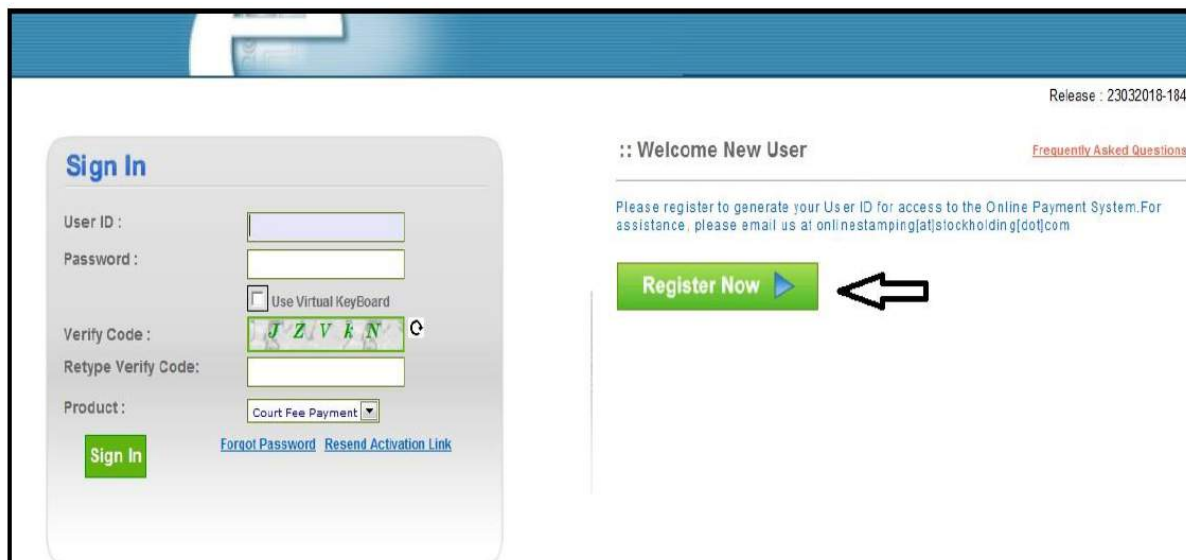 Release : 23032018-184
Sign In
User ID :
Password :
Use Virtual KeyBoard
Verify Code :
J Z V k N
Retype Verify Code:
Product :
Court Fee Payment
Sign In
Forgot Password Resend Activation Link
:: Welcome New User
Frequently Asked Questions
Please register to generate your User ID for access to the Online Payment System.For
assistance, please email us at onlinestamping[at]stockholding[dot]com
Register Now